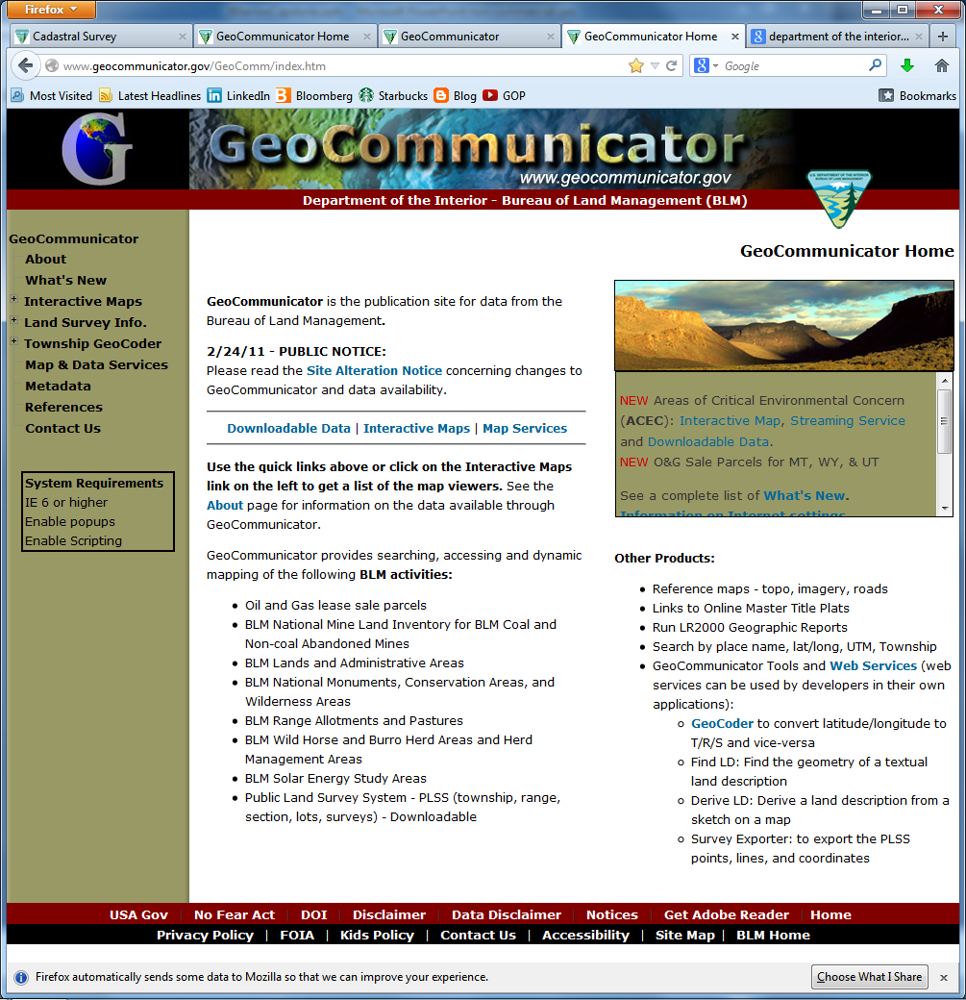 Firefox
Cadastral Survey
GeoCommunicator Home
GeoCommunicator
GeoCommunicator Home
department of the interior...
www.geocommunicator.gov/GeoComm/index.htm
Google
Most Visited
Latest Headlines
LinkedIn
Bloomberg
Starbucks
Blog
GOP
Bookmarks
G
GeoCommunicator
www.geocommunicator.gov
U.S. DEPARTMENT OF THE INTERIOR
BUREAU OF LAND MANAGEMENT
Department of the Interior - Bureau of Land Management (BLM)
GeoCommunicator
About
What's New
Interactive Maps
Land Survey Info.
Township GeoCoder
Map & Data Services
Metadata
References
Contact Us
System Requirements
IE 6 or higher
Enable popups
Enable Scripting
GeoCommunicator is the publication site for data from the
Bureau of Land Management.
2/24/11 - PUBLIC NOTICE:
Please read the Site Alteration Notice concerning changes to
GeoCommunicator and data availability.
Downloadable Data | Interactive Maps | Map Services
Use the quick links above or click on the Interactive Maps
link on the left to get a list of the map viewers. See the
About page for information on the data available through
GeoCommunicator.
GeoCommunicator provides searching, accessing and dynamic
mapping of the following BLM activities:
• Oil and Gas lease sale parcels
• BLM National Mine Land Inventory for BLM Coal and
Non-coal Abandoned Mines
• BLM Lands and Administrative Areas
• BLM National Monuments, Conservation Areas, and
Wilderness Areas
• BLM Range Allotments and Pastures
• BLM Wild Horse and Burro Herd Areas and Herd
Management Areas
• BLM Solar Energy Study Areas
• Public Land Survey System - PLSS (township, range,
section, lots, surveys) - Downloadable
GeoCommunicator Home
NEW Areas of Critical Environmental Concern
(ACEC): Interactive Map, Streaming Service
and Downloadable Data.
NEW O&G Sale Parcels for MT, WY, & UT
See a complete list of What's New.
Information on Internet settings
Other Products:
• Reference maps - topo, imagery, roads
• Links to Online Master Title Plats
• Run LR2000 Geographic Reports
• Search by place name, lat/long, UTM, Township
• GeoCommunicator Tools and Web Services (web
services can be used by developers in their own
applications):
◦ GeoCoder to convert latitude/longitude to
T/R/S and vice-versa
◦ Find LD: Find the geometry of a textual
land description
◦ Derive LD: Derive a land description from a
sketch on a map
◦ Survey Exporter: to export the PLSS
points, lines, and coordinates
USA Gov | No Fear Act | DOI | Disclaimer | Data Disclaimer | Notices | Get Adobe Reader | Home
Privacy Policy | FOIA | Kids Policy | Contact Us | Accessibility | Site Map | BLM Home
Firefox automatically sends some data to Mozilla so that we can improve your experience.
Choose What I Share